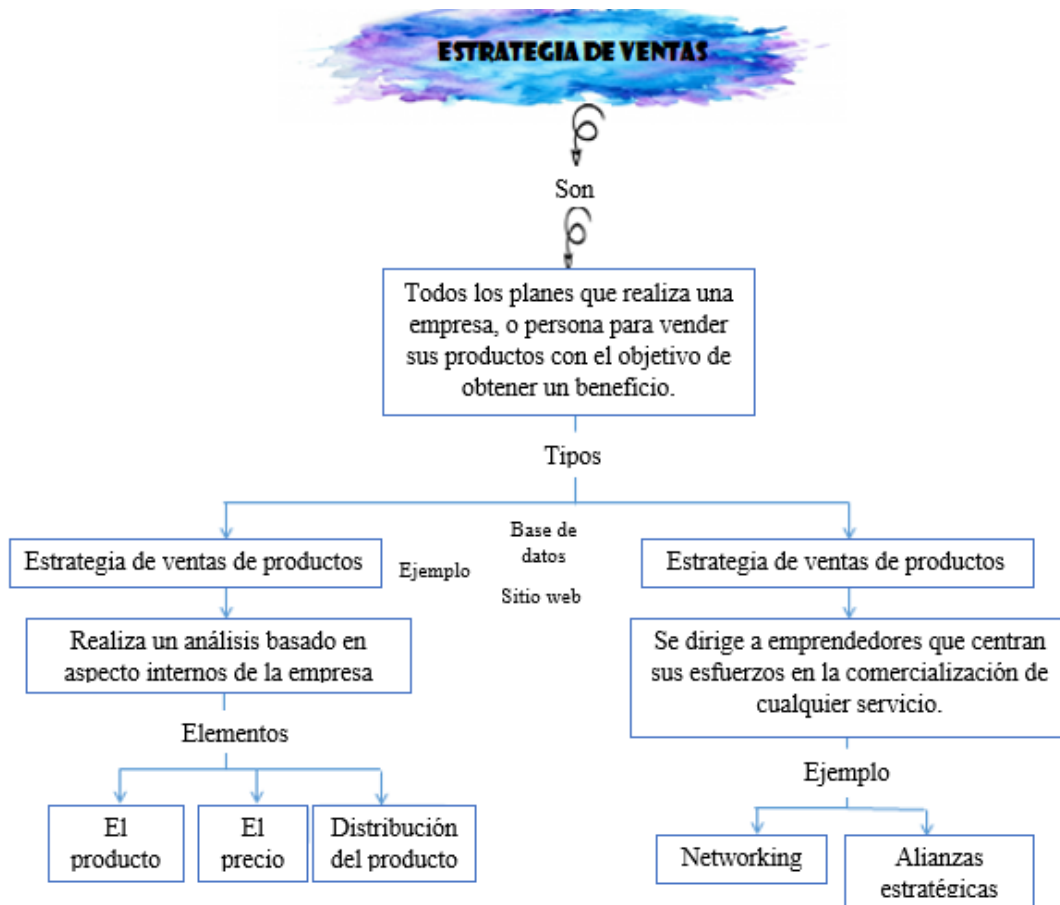 ESTRATEGIA DE VENTAS
Son
Todos los planes que realiza una
empresa, o persona para vender
sus productos con el objetivo de
obtener un beneficio.
Tipos
Estrategia de ventas de productos
Ejemplo
Base de
datos
Sitio web
Estrategia de ventas de productos
Realiza un análisis basado en
aspecto internos de la empresa
Se dirige a emprendedores que centran
sus esfuerzos en la comercialización de
cualquier servicio.
Elementos
El
producto
El
precio
Distribución
del producto
Ejemplo
Networking
Alianzas
estratégicas